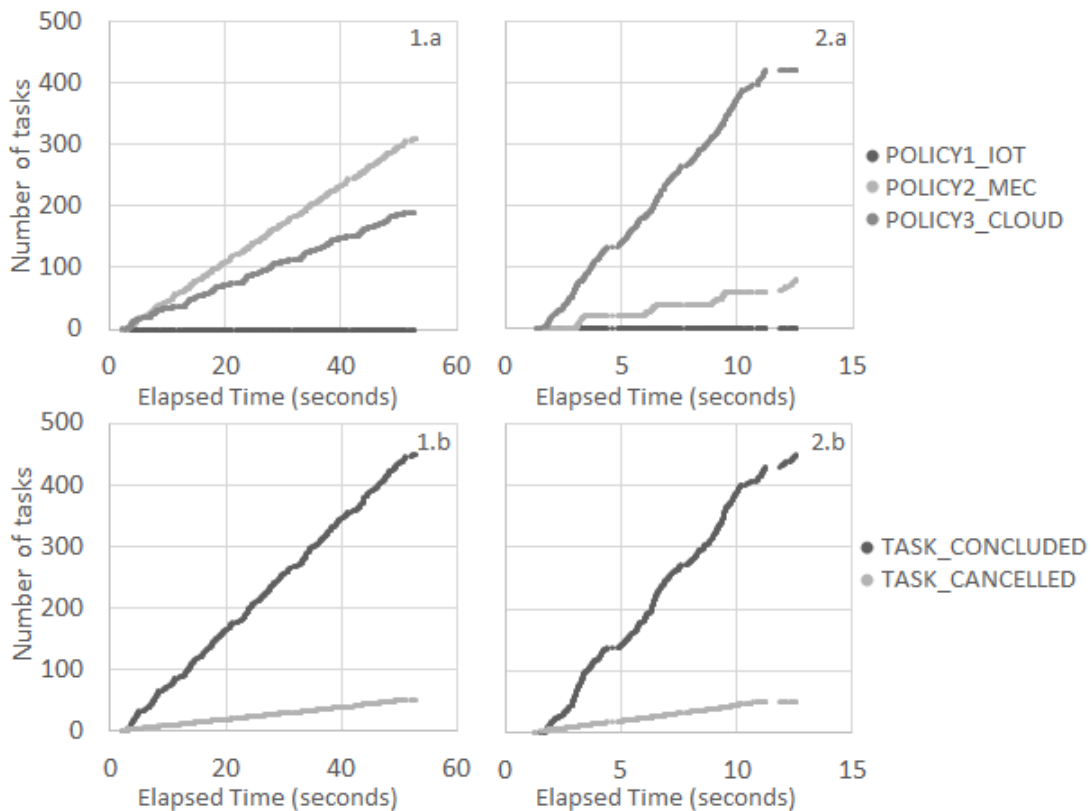 500
400
300
200
100
0
Number of tasks
1.a
0 20 40 60
Elapsed Time (seconds)
2.a
0 5 10 15
Elapsed Time (seconds)
POLICY1_IOT
POLICY2_MEC
POLICY3_CLOUD
500
400
300
200
100
0
Number of tasks
1.b
0 20 40 60
Elapsed Time (seconds)
2.b
0 5 10 15
Elapsed Time (seconds)
TASK_CONCLUDED
TASK_CANCELLED